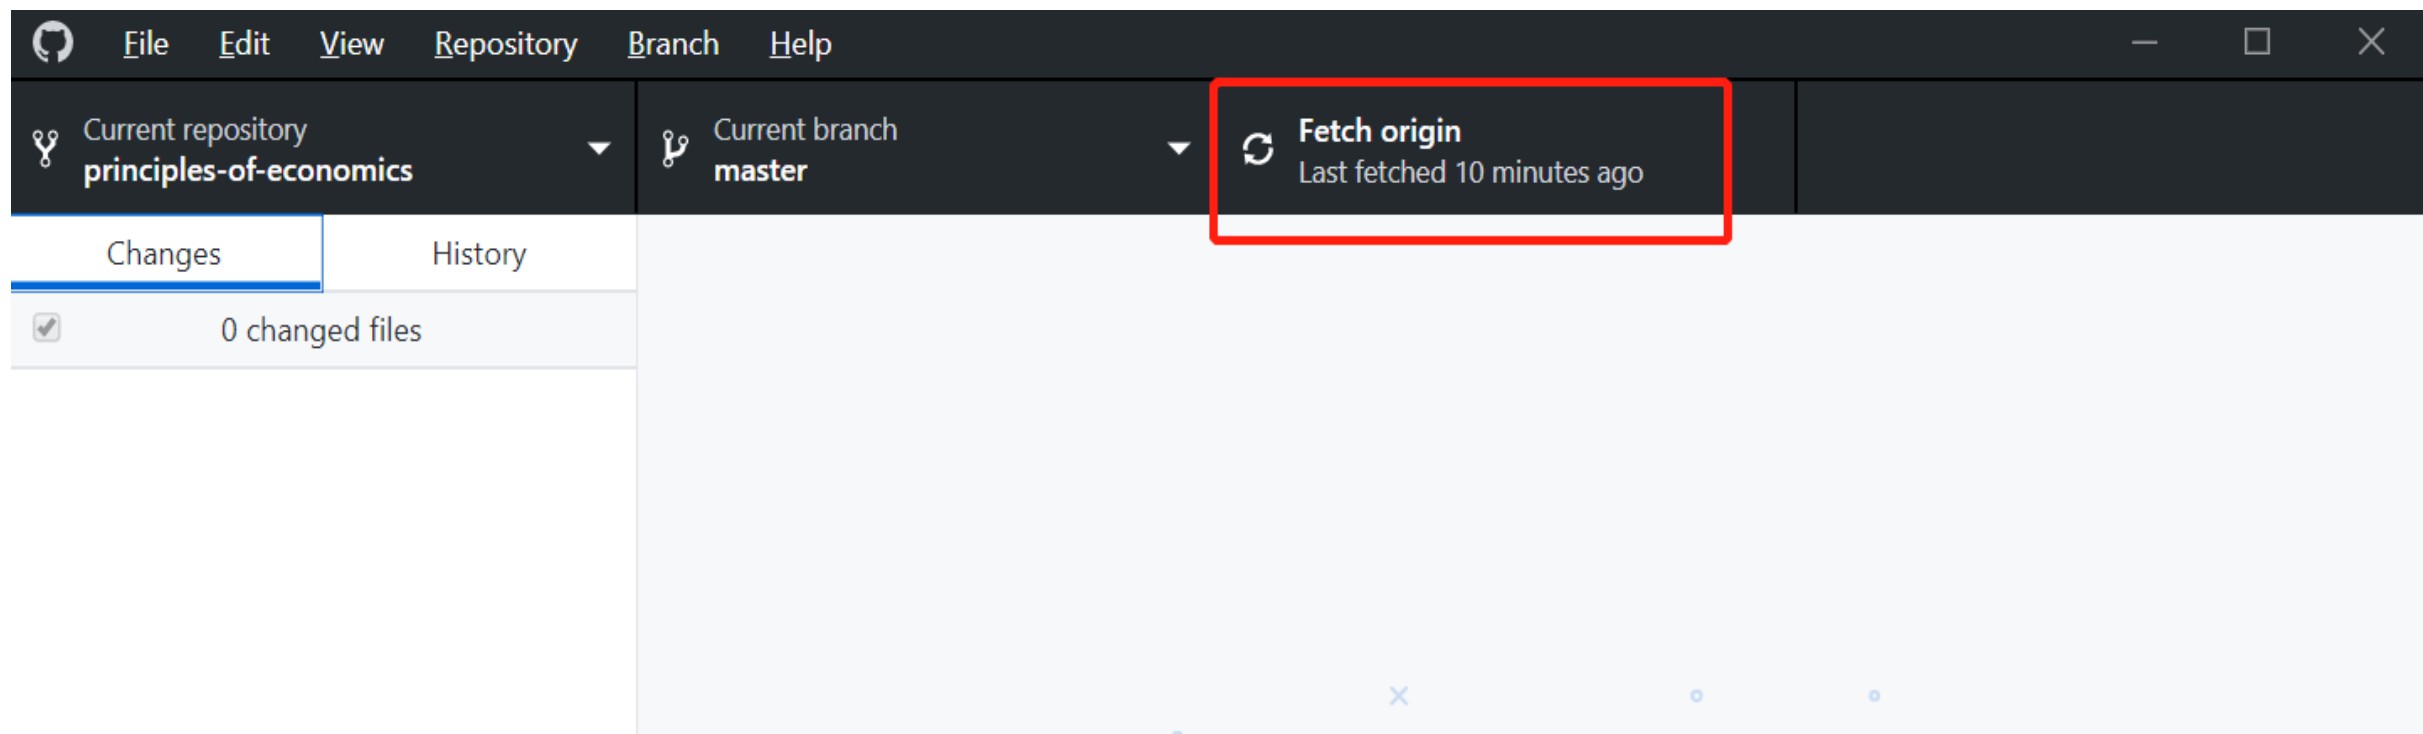 File Edit View Repository Branch Help
Current repository
principles-of-economics
Current branch
master
Fetch origin
Last fetched 10 minutes ago
Changes
History
0 changed files